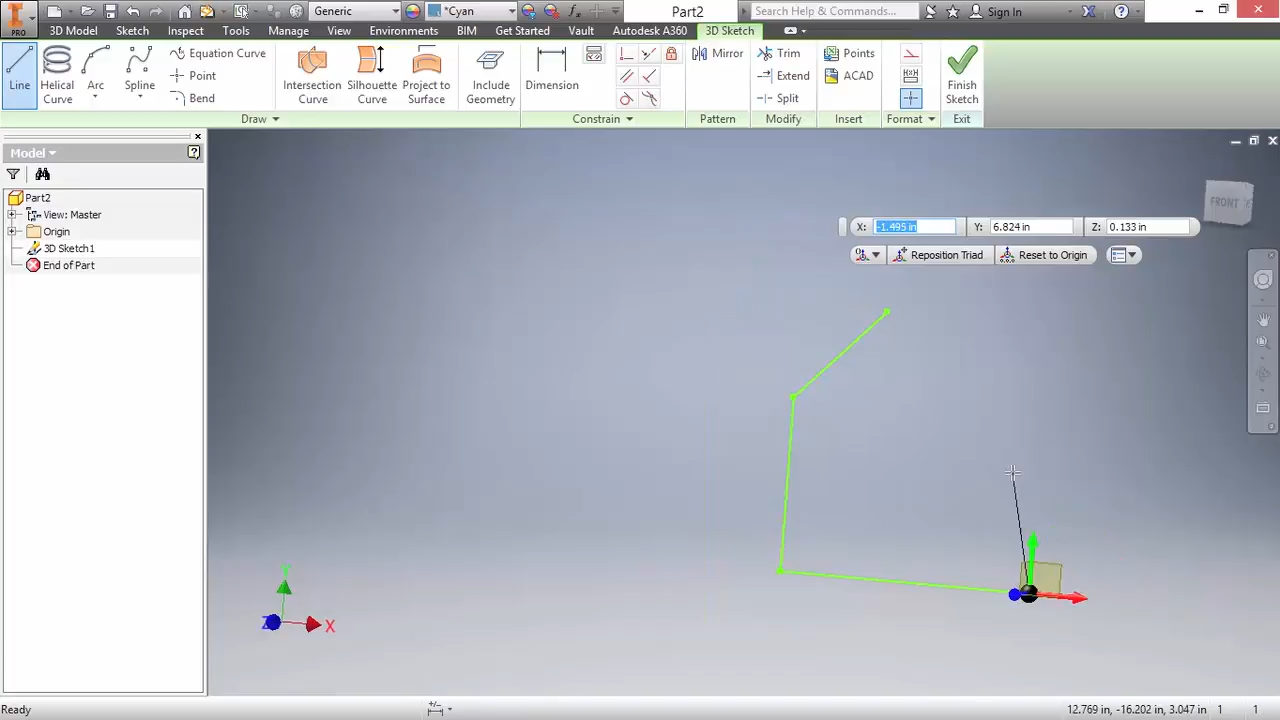 Generic
*Cyan
Part2
Search Help & Commands...
Sign In
PRO
3D Model
Sketch
Inspect
Tools
Manage
View
Environments
BIM
Get Started
Vault
Autodesk A360
3D Sketch
Line
Helical Curve
Arc
Spline
Equation Curve
Point
Bend
Intersection Curve
Silhouette Curve
Project to Surface
Include Geometry
Dimension
Mirror
Trim
Extend
Split
Points
ACAD
Finish Sketch
Draw
Constrain
Pattern
Modify
Insert
Format
Exit
Model
Part2
View: Master
Origin
3D Sketch1
End of Part
FRONT
X: -1.495 in
Y: 6.824 in
Z: 0.133 in
Reposition Triad
Reset to Origin
Y
Z
X
Ready
12.769 in, -16.202 in, 3.047 in
1
1